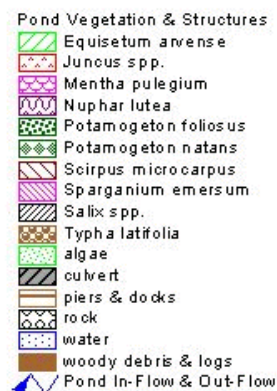 Pond Vegetation & Structures
Equisetum arvense
Juncus spp.
Mentha pulegium
Nuphar lutea
Potamogeton foliosus
Potamogeton natans
Scirpus microcarpus
Sparganium emersum
Salix spp.
Typha latifolia
algae
culvert
piers & docks
rock
water
woody debris & logs
Pond In-Flow & Out-Flow